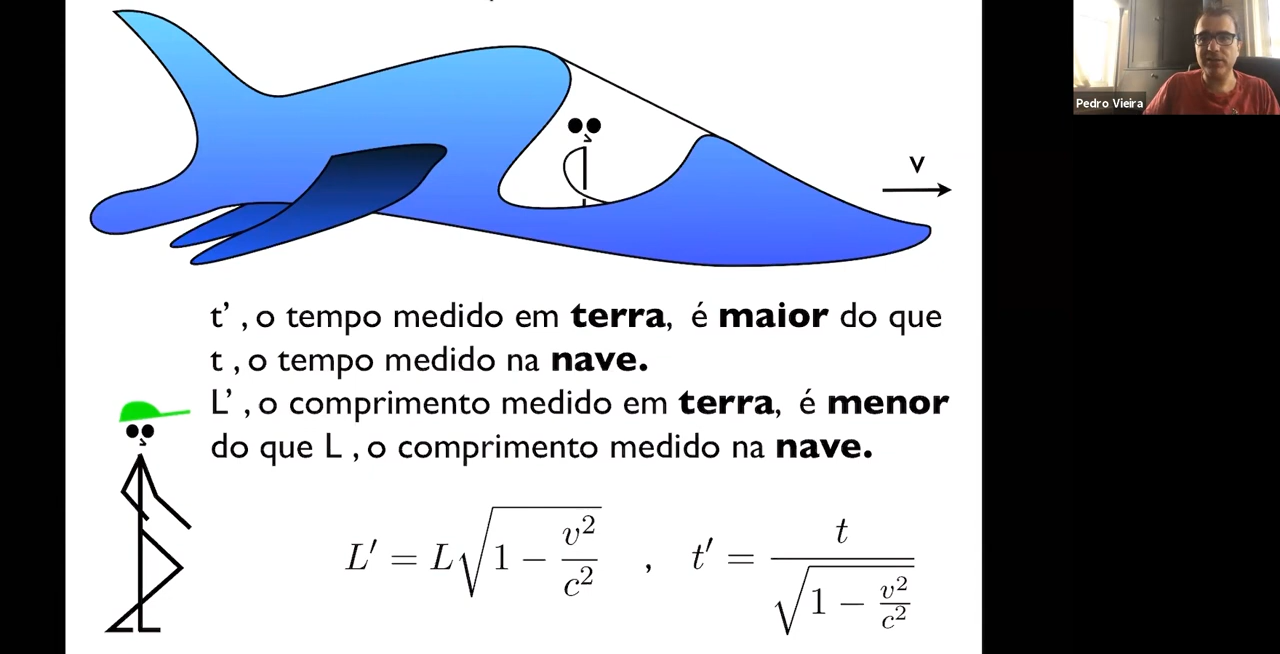 Pedro Vieira
v
t’ , o tempo medido em terra, é maior do que
t , o tempo medido na nave.
L’ , o comprimento medido em terra, é menor
do que L , o comprimento medido na nave.
L′ = L√(1 − v²/c²) , t′ = t/√(1 − v²/c²)